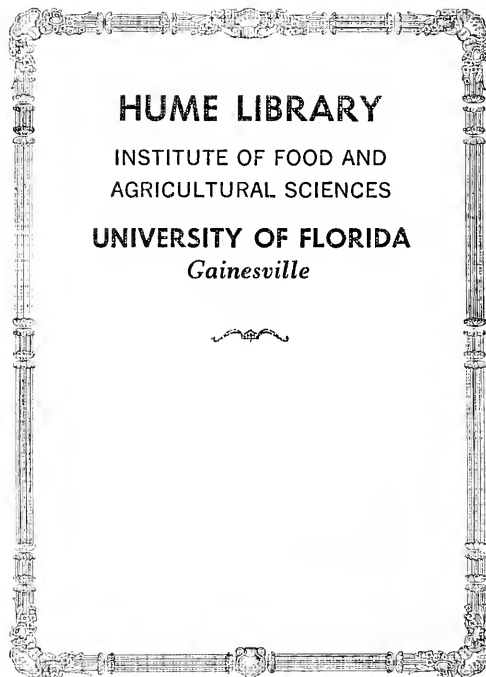 HUME LIBRARY
INSTITUTE OF FOOD AND
AGRICULTURAL SCIENCES
UNIVERSITY OF FLORIDA
Gainesville